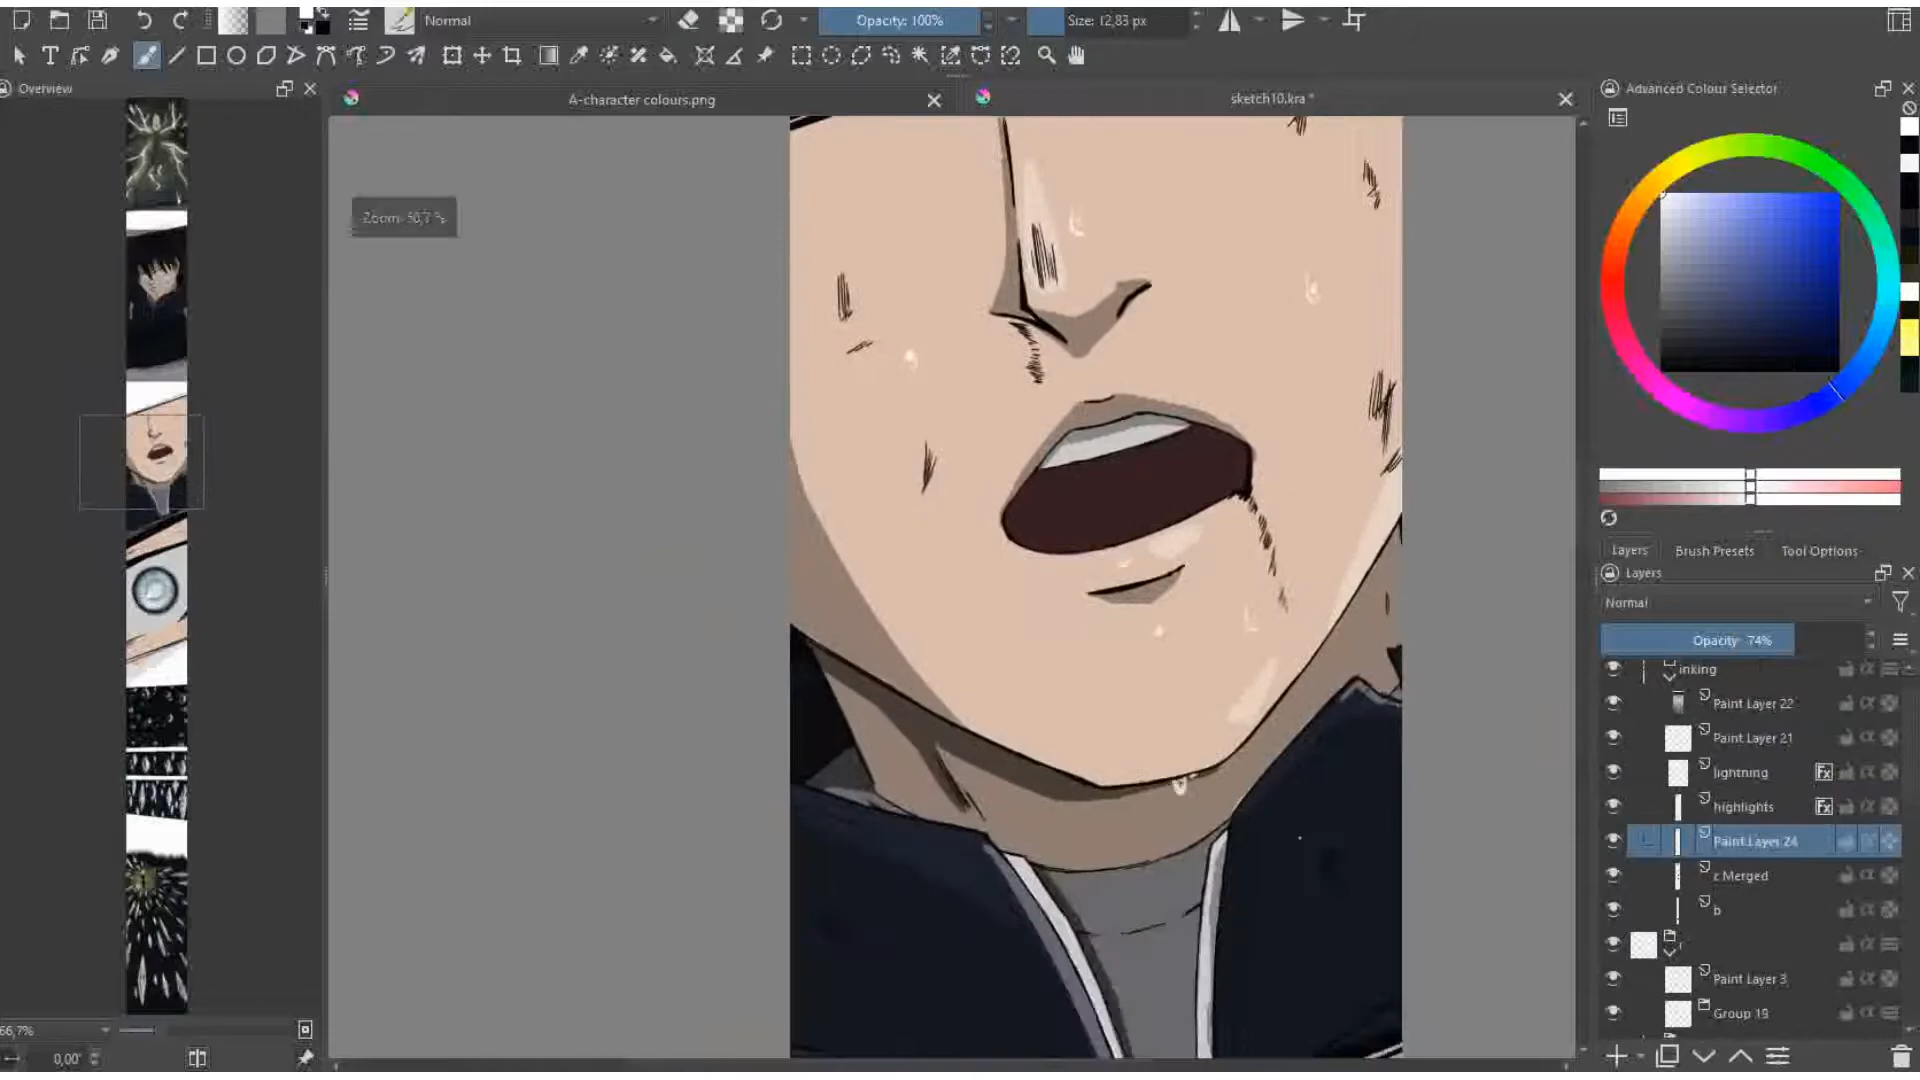 Normal
Opacity: 100%
Size: 12,83 px
Overview
A-character colours.png
sketch10.kra *
Advanced Colour Selector
Zoom: 50,7 %
Layers
Brush Presets
Tool Options
Layers
Normal
Opacity: 74%
inking
Paint Layer 22
Paint Layer 21
lightning
highlights
Paint Layer 24
c Merged
b
Paint Layer 3
Group 19
66,7%
0,00°